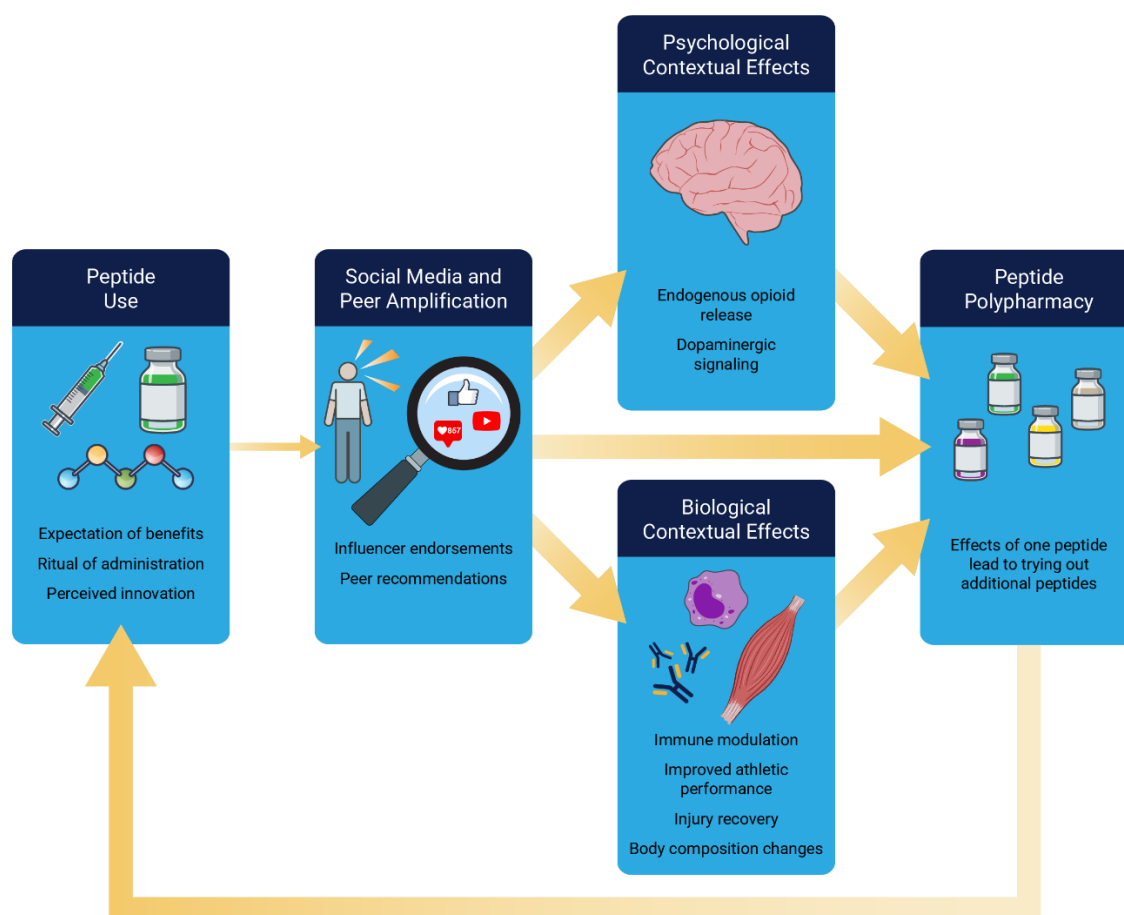 Peptide
Use
Expectation of benefits
Ritual of administration
Perceived innovation
Social Media and
Peer Amplification
857
Influencer endorsements
Peer recommendations
Psychological
Contextual Effects
Endogenous opioid
release
Dopaminergic
signaling
Biological
Contextual Effects
Immune modulation
Improved athletic
performance
Injury recovery
Body composition changes
Peptide
Polypharmacy
Effects of one peptide
lead to trying out
additional peptides